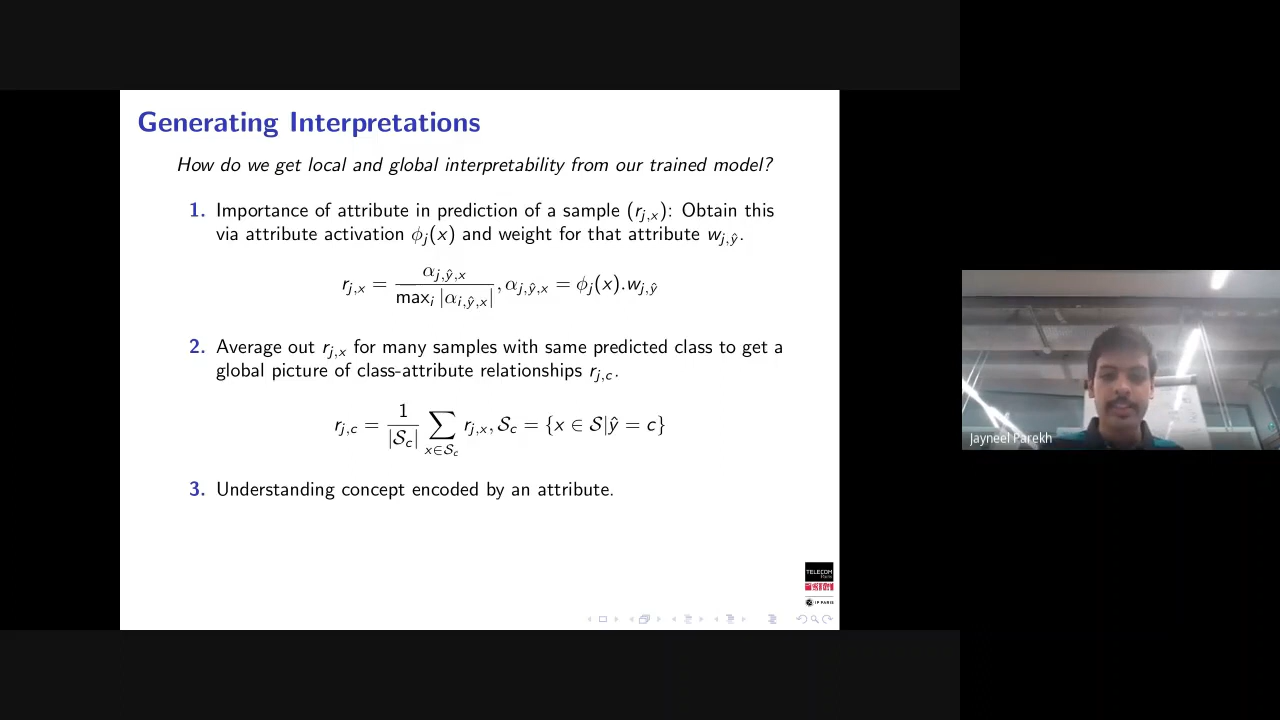 Generating Interpretations
How do we get local and global interpretability from our trained model?
1. Importance of attribute in prediction of a sample (r_{j,x}): Obtain this
via attribute activation ϕ_j(x) and weight for that attribute w_{j,ŷ}.
r_{j,x} = α_{j,ŷ,x} / max_i |α_{i,ŷ,x}|, α_{j,ŷ,x} = ϕ_j(x).w_{j,ŷ}
2. Average out r_{j,x} for many samples with same predicted class to get a
global picture of class-attribute relationships r_{j,c}.
r_{j,c} = 1/|𝒮_c| ∑_{x∈𝒮_c} r_{j,x}, 𝒮_c = {x ∈ 𝒮|ŷ = c}
3. Understanding concept encoded by an attribute.
TELECOM
Paris
IP PARIS
Jayneel Parekh